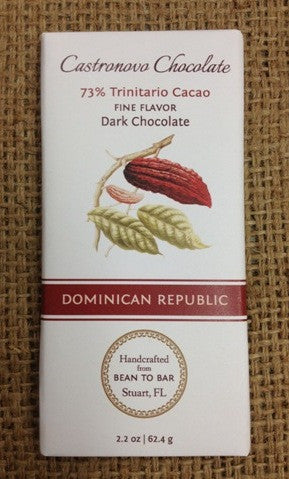 Castronovo Chocolate
73% Trinitario Cacao
FINE FLAVOR
Dark Chocolate
DOMINICAN REPUBLIC
Handcrafted
from
BEAN TO BAR
Stuart, FL
2.2 oz | 62.4 g